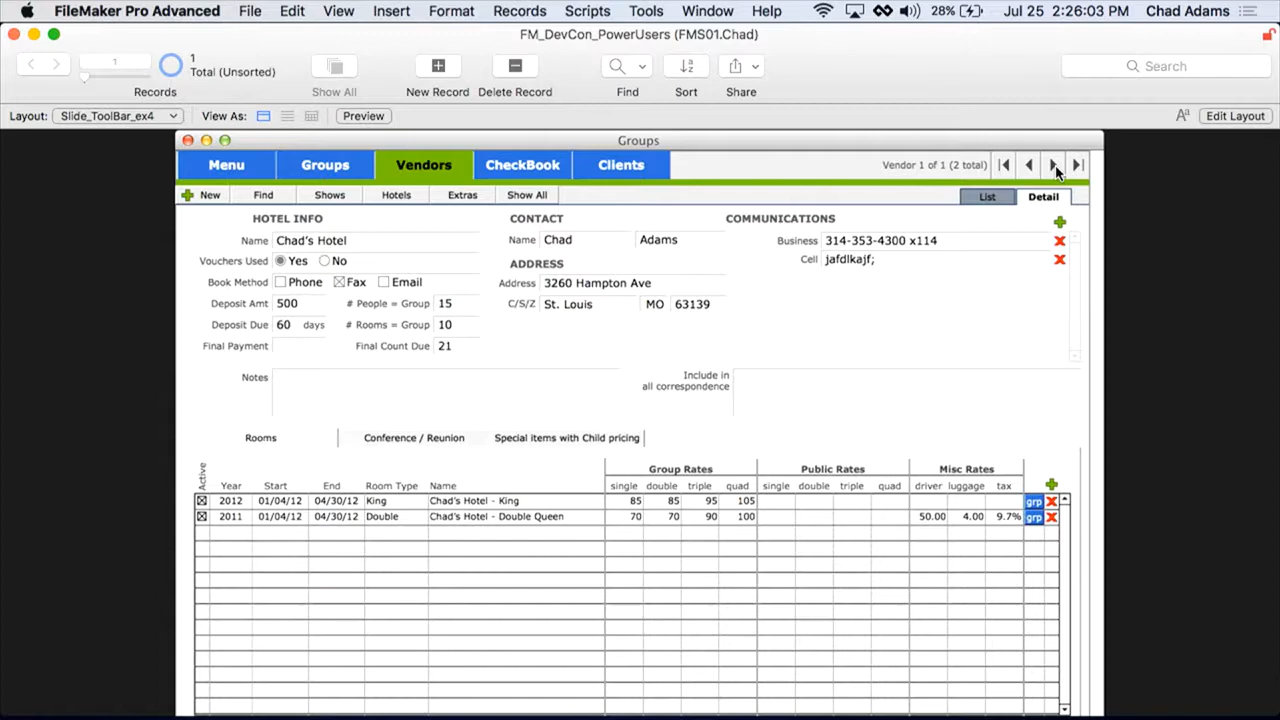 FileMaker Pro Advanced File Edit View Insert Format Records Scripts Tools Window Help 28% Jul 25 2:26:03 PM Chad Adams
FM_DevCon_PowerUsers (FMS01.Chad)
1
1
Total (Unsorted)
Search
Records Show All New Record Delete Record Find Sort Share
Layout: Slide_ToolBar_ex4 View As: Preview Aa Edit Layout
Groups
Menu Groups Vendors CheckBook Clients Vendor 1 of 1 (2 total)
New Find Shows Hotels Extras Show All List Detail
HOTEL INFO CONTACT COMMUNICATIONS
Name Chad's Hotel Name Chad Adams Business 314-353-4300 x114
Vouchers Used Yes No ADDRESS Cell jafdlkajf;
Book Method Phone Fax Email Address 3260 Hampton Ave
Deposit Amt 500 # People = Group 15 C/S/Z St. Louis MO 63139
Deposit Due 60 days # Rooms = Group 10
Final Payment Final Count Due 21
Notes Include in
all correspondence
Rooms Conference / Reunion Special items with Child pricing
Group Rates Public Rates Misc Rates
Active Year Start End Room Type Name single double triple quad single double triple quad driver luggage tax
2012 01/04/12 04/30/12 King Chad's Hotel - King 85 85 95 105 grp
2011 01/04/12 04/30/12 Double Chad's Hotel - Double Queen 70 70 90 100 50.00 4.00 9.7% grp